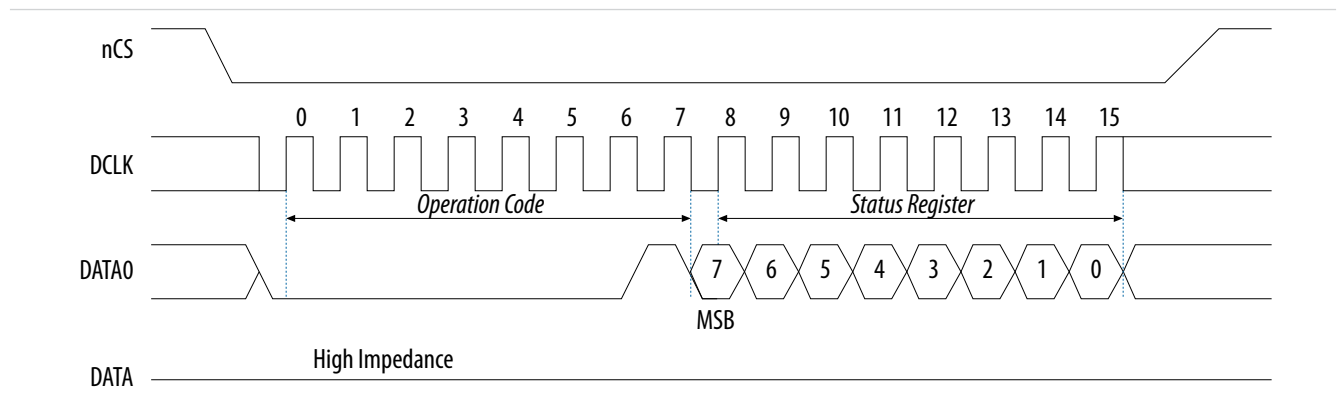 nCS
0 1 2 3 4 5 6 7 8 9 10 11 12 13 14 15
DCLK
Operation Code Status Register
DATA0 7 6 5 4 3 2 1 0
MSB
High Impedance
DATA